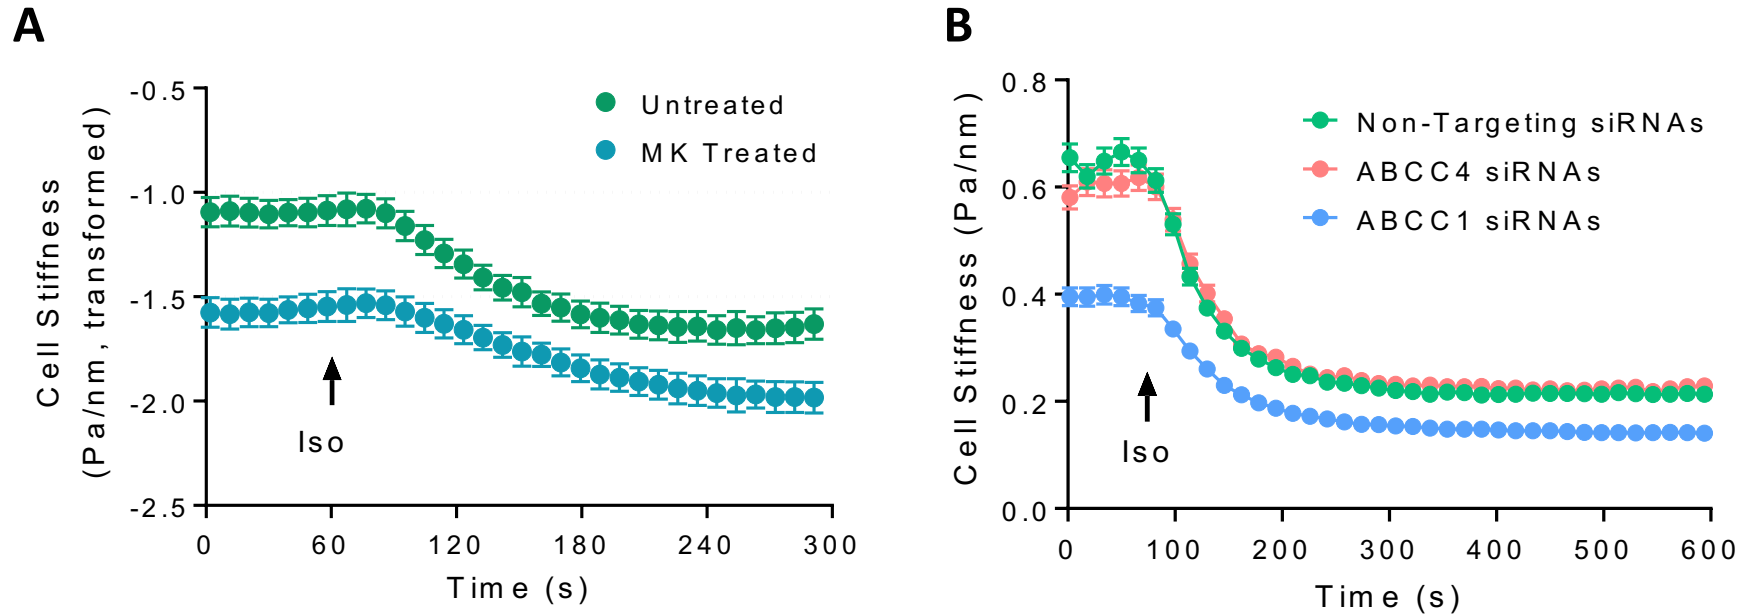 A
Cell Stiffness
(Pa/nm, transformed)
-0.5
-1.0
-1.5
-2.0
-2.5
Untreated
MK Treated
Iso
0 60 120 180 240 300
Time (s)
B
Cell Stiffness (Pa/nm)
0.8
0.6
0.4
0.2
0.0
Non-Targeting siRNAs
ABCC4 siRNAs
ABCC1 siRNAs
Iso
0 100 200 300 400 500 600
Time (s)